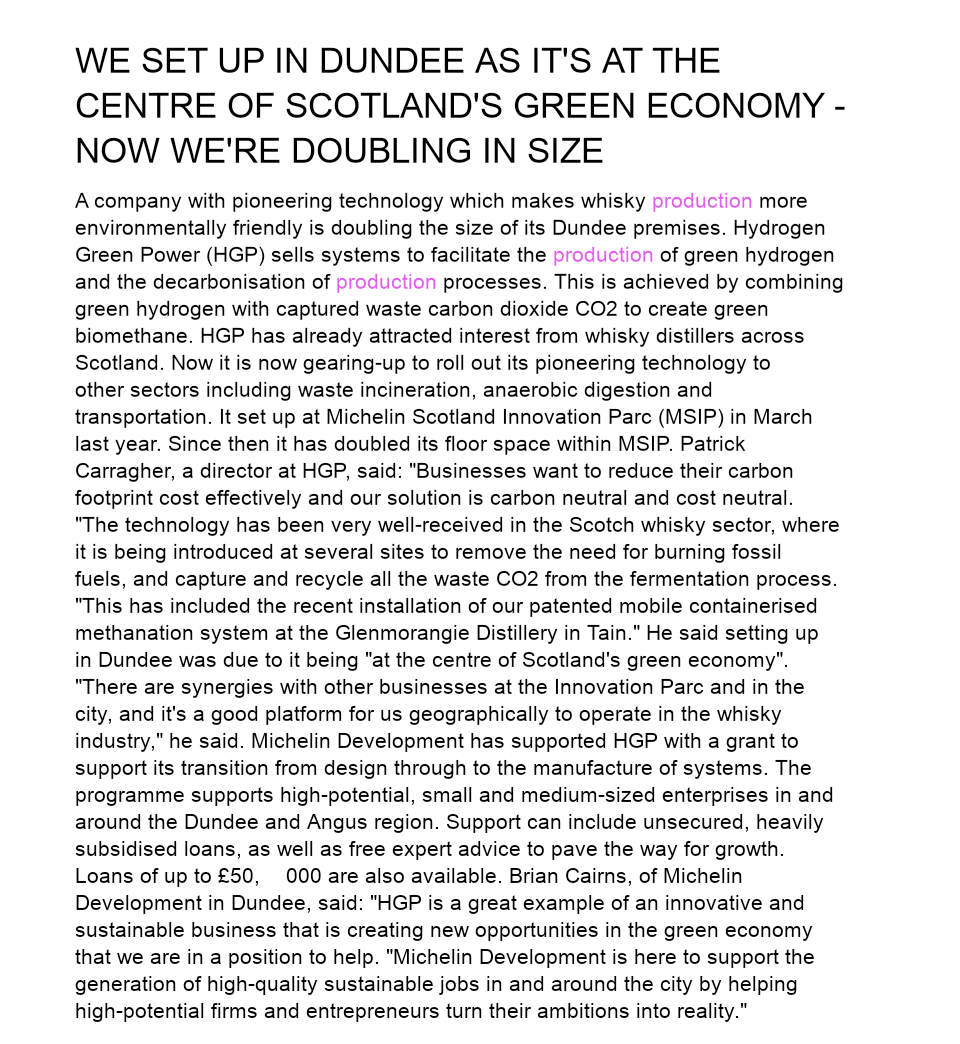 WE SET UP IN DUNDEE AS IT'S AT THE
CENTRE OF SCOTLAND'S GREEN ECONOMY -
NOW WE'RE DOUBLING IN SIZE
A company with pioneering technology which makes whisky production more
environmentally friendly is doubling the size of its Dundee premises. Hydrogen
Green Power (HGP) sells systems to facilitate the production of green hydrogen
and the decarbonisation of production processes. This is achieved by combining
green hydrogen with captured waste carbon dioxide CO2 to create green
biomethane. HGP has already attracted interest from whisky distillers across
Scotland. Now it is now gearing-up to roll out its pioneering technology to
other sectors including waste incineration, anaerobic digestion and
transportation. It set up at Michelin Scotland Innovation Parc (MSIP) in March
last year. Since then it has doubled its floor space within MSIP. Patrick
Carragher, a director at HGP, said: "Businesses want to reduce their carbon
footprint cost effectively and our solution is carbon neutral and cost neutral.
"The technology has been very well-received in the Scotch whisky sector, where
it is being introduced at several sites to remove the need for burning fossil
fuels, and capture and recycle all the waste CO2 from the fermentation process.
"This has included the recent installation of our patented mobile containerised
methanation system at the Glenmorangie Distillery in Tain." He said setting up
in Dundee was due to it being "at the centre of Scotland's green economy".
"There are synergies with other businesses at the Innovation Parc and in the
city, and it's a good platform for us geographically to operate in the whisky
industry," he said. Michelin Development has supported HGP with a grant to
support its transition from design through to the manufacture of systems. The
programme supports high-potential, small and medium-sized enterprises in and
around the Dundee and Angus region. Support can include unsecured, heavily
subsidised loans, as well as free expert advice to pave the way for growth.
Loans of up to £50,    000 are also available. Brian Cairns, of Michelin
Development in Dundee, said: "HGP is a great example of an innovative and
sustainable business that is creating new opportunities in the green economy
that we are in a position to help. "Michelin Development is here to support the
generation of high-quality sustainable jobs in and around the city by helping
high-potential firms and entrepreneurs turn their ambitions into reality."